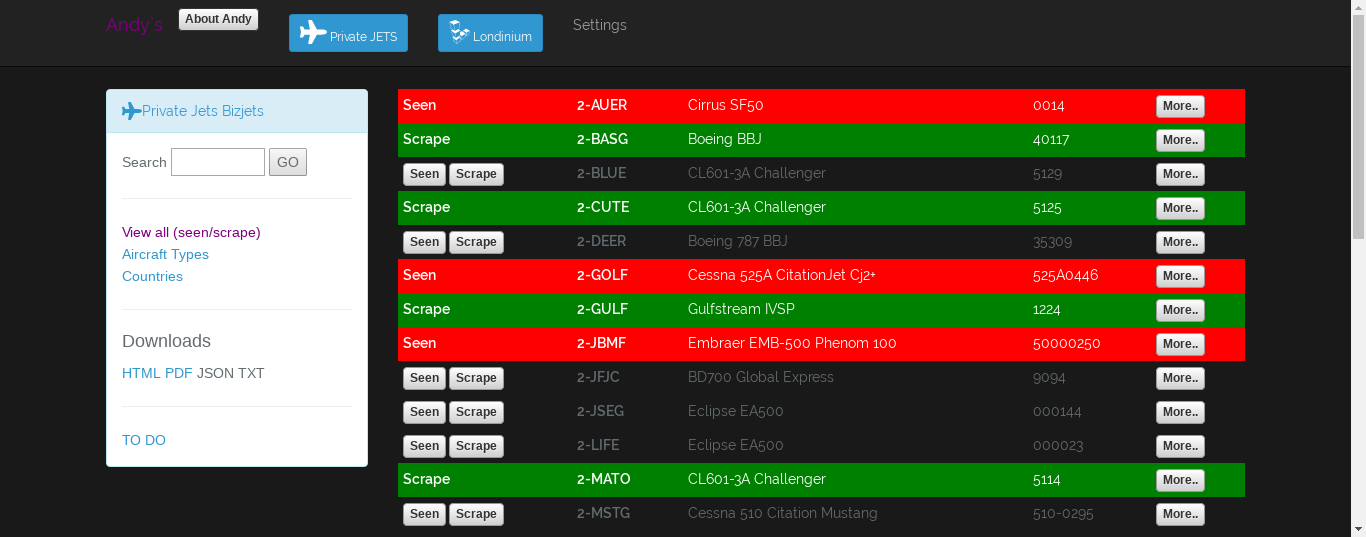 Andy's About Andy Private JETS Londinium Settings
Private Jets Bizjets
Search GO
View all (seen/scrape)
Aircraft Types
Countries
Downloads
HTML PDF JSON TXT
TO DO
Seen 2-AUER Cirrus SF50 0014 More..
Scrape 2-BASG Boeing BBJ 40117 More..
Seen Scrape 2-BLUE CL601-3A Challenger 5129 More..
Scrape 2-CUTE CL601-3A Challenger 5125 More..
Seen Scrape 2-DEER Boeing 787 BBJ 35309 More..
Seen 2-GOLF Cessna 525A CitationJet Cj2+ 525A0446 More..
Scrape 2-GULF Gulfstream IVSP 1224 More..
Seen 2-JBMF Embraer EMB-500 Phenom 100 50000250 More..
Seen Scrape 2-JFJC BD700 Global Express 9094 More..
Seen Scrape 2-JSEG Eclipse EA500 000144 More..
Seen Scrape 2-LIFE Eclipse EA500 000023 More..
Scrape 2-MATO CL601-3A Challenger 5114 More..
Seen Scrape 2-MSTG Cessna 510 Citation Mustang 510-0295 More..